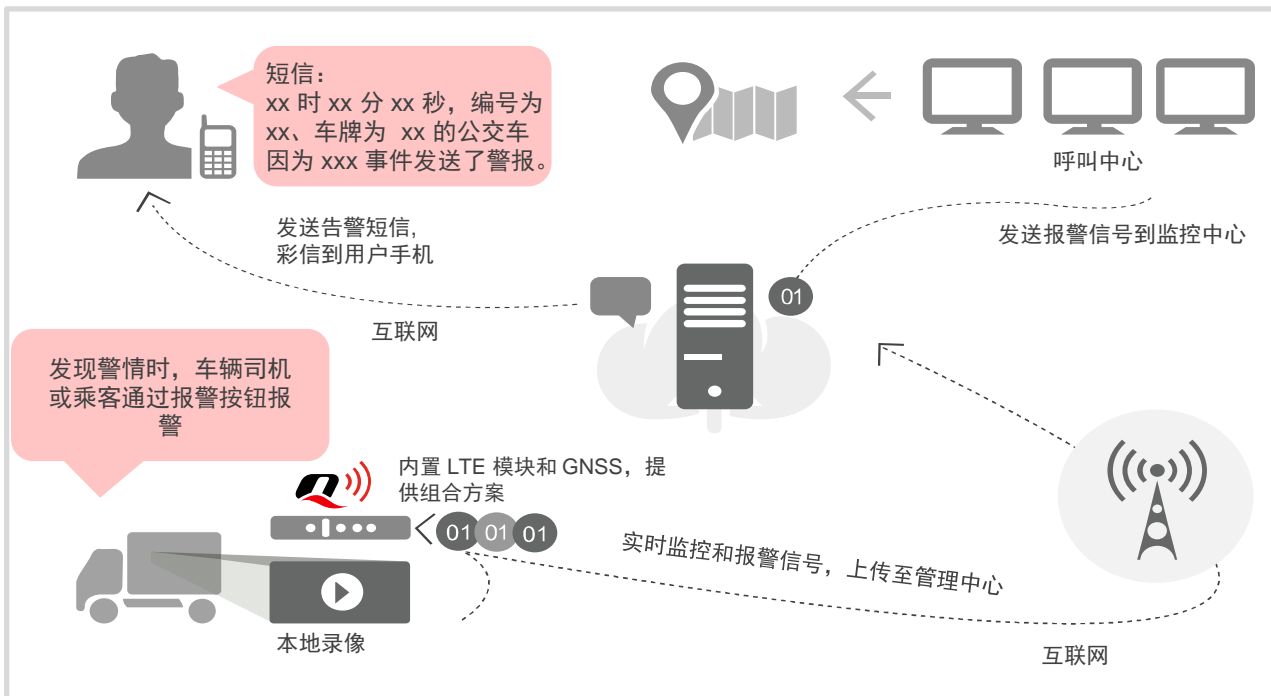 短信：
xx 时 xx 分 xx 秒，编号为
xx、车牌为 xx 的公交车
因为 xxx 事件发送了警报。
呼叫中心
发送告警短信,
彩信到用户手机
发送报警信号到监控中心
01
互联网
发现警情时，车辆司机
或乘客通过报警按钮报
警
内置 LTE 模块和 GNSS，提
供组合方案
01 01 01
实时监控和报警信号，上传至管理中心
本地录像
互联网